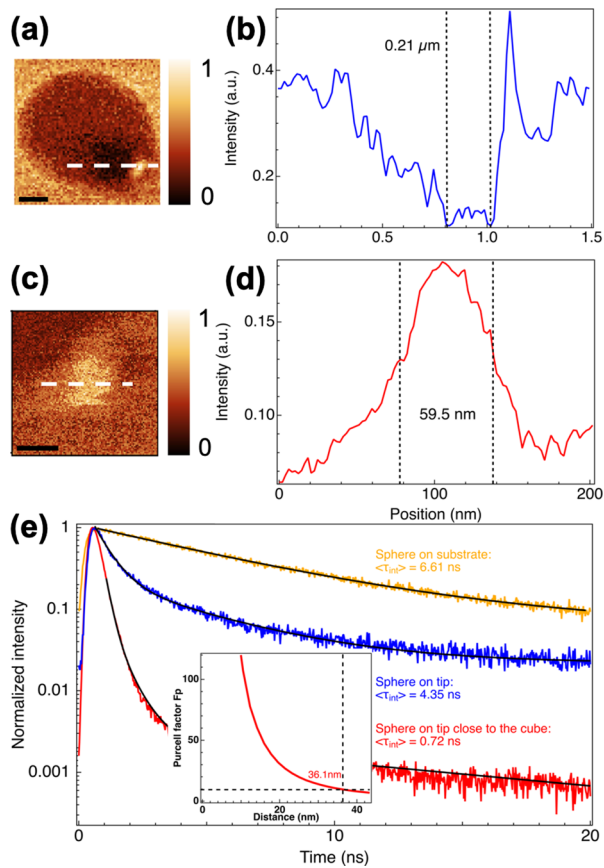 (a)
1
0
(b)
Intensity (a.u.)
0.4
0.2
0.21 µm
0.0
0.5
1.0
1.5
(c)
1
0
(d)
Intensity (a.u.)
0.15
0.10
59.5 nm
0
100
200
Position (nm)
(e)
Normalized intensity
1
0.1
0.01
0.001
Sphere on substrate:
<τint> = 6.61 ns
Sphere on tip:
<τint> = 4.35 ns
Sphere on tip close to the cube:
<τint> = 0.72 ns
Purcell factor Fp
100
50
0
36.1nm
0
20
40
Distance (nm)
0
5
10
15
20
Time (ns)